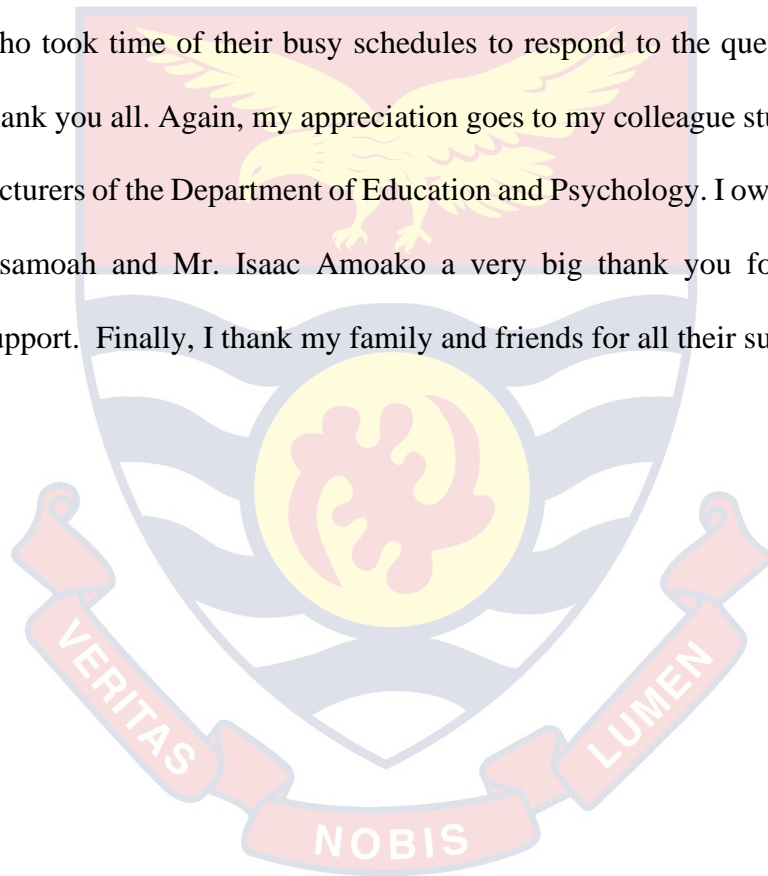 ho took time of their busy schedules to respond to the que
ank you all. Again, my appreciation goes to my colleague stu
cturers of the Department of Education and Psychology. I ow
samoah and Mr. Isaac Amoako a very big thank you fo
upport. Finally, I thank my family and friends for all their su
VERITAS
NOBIS
LUMEN